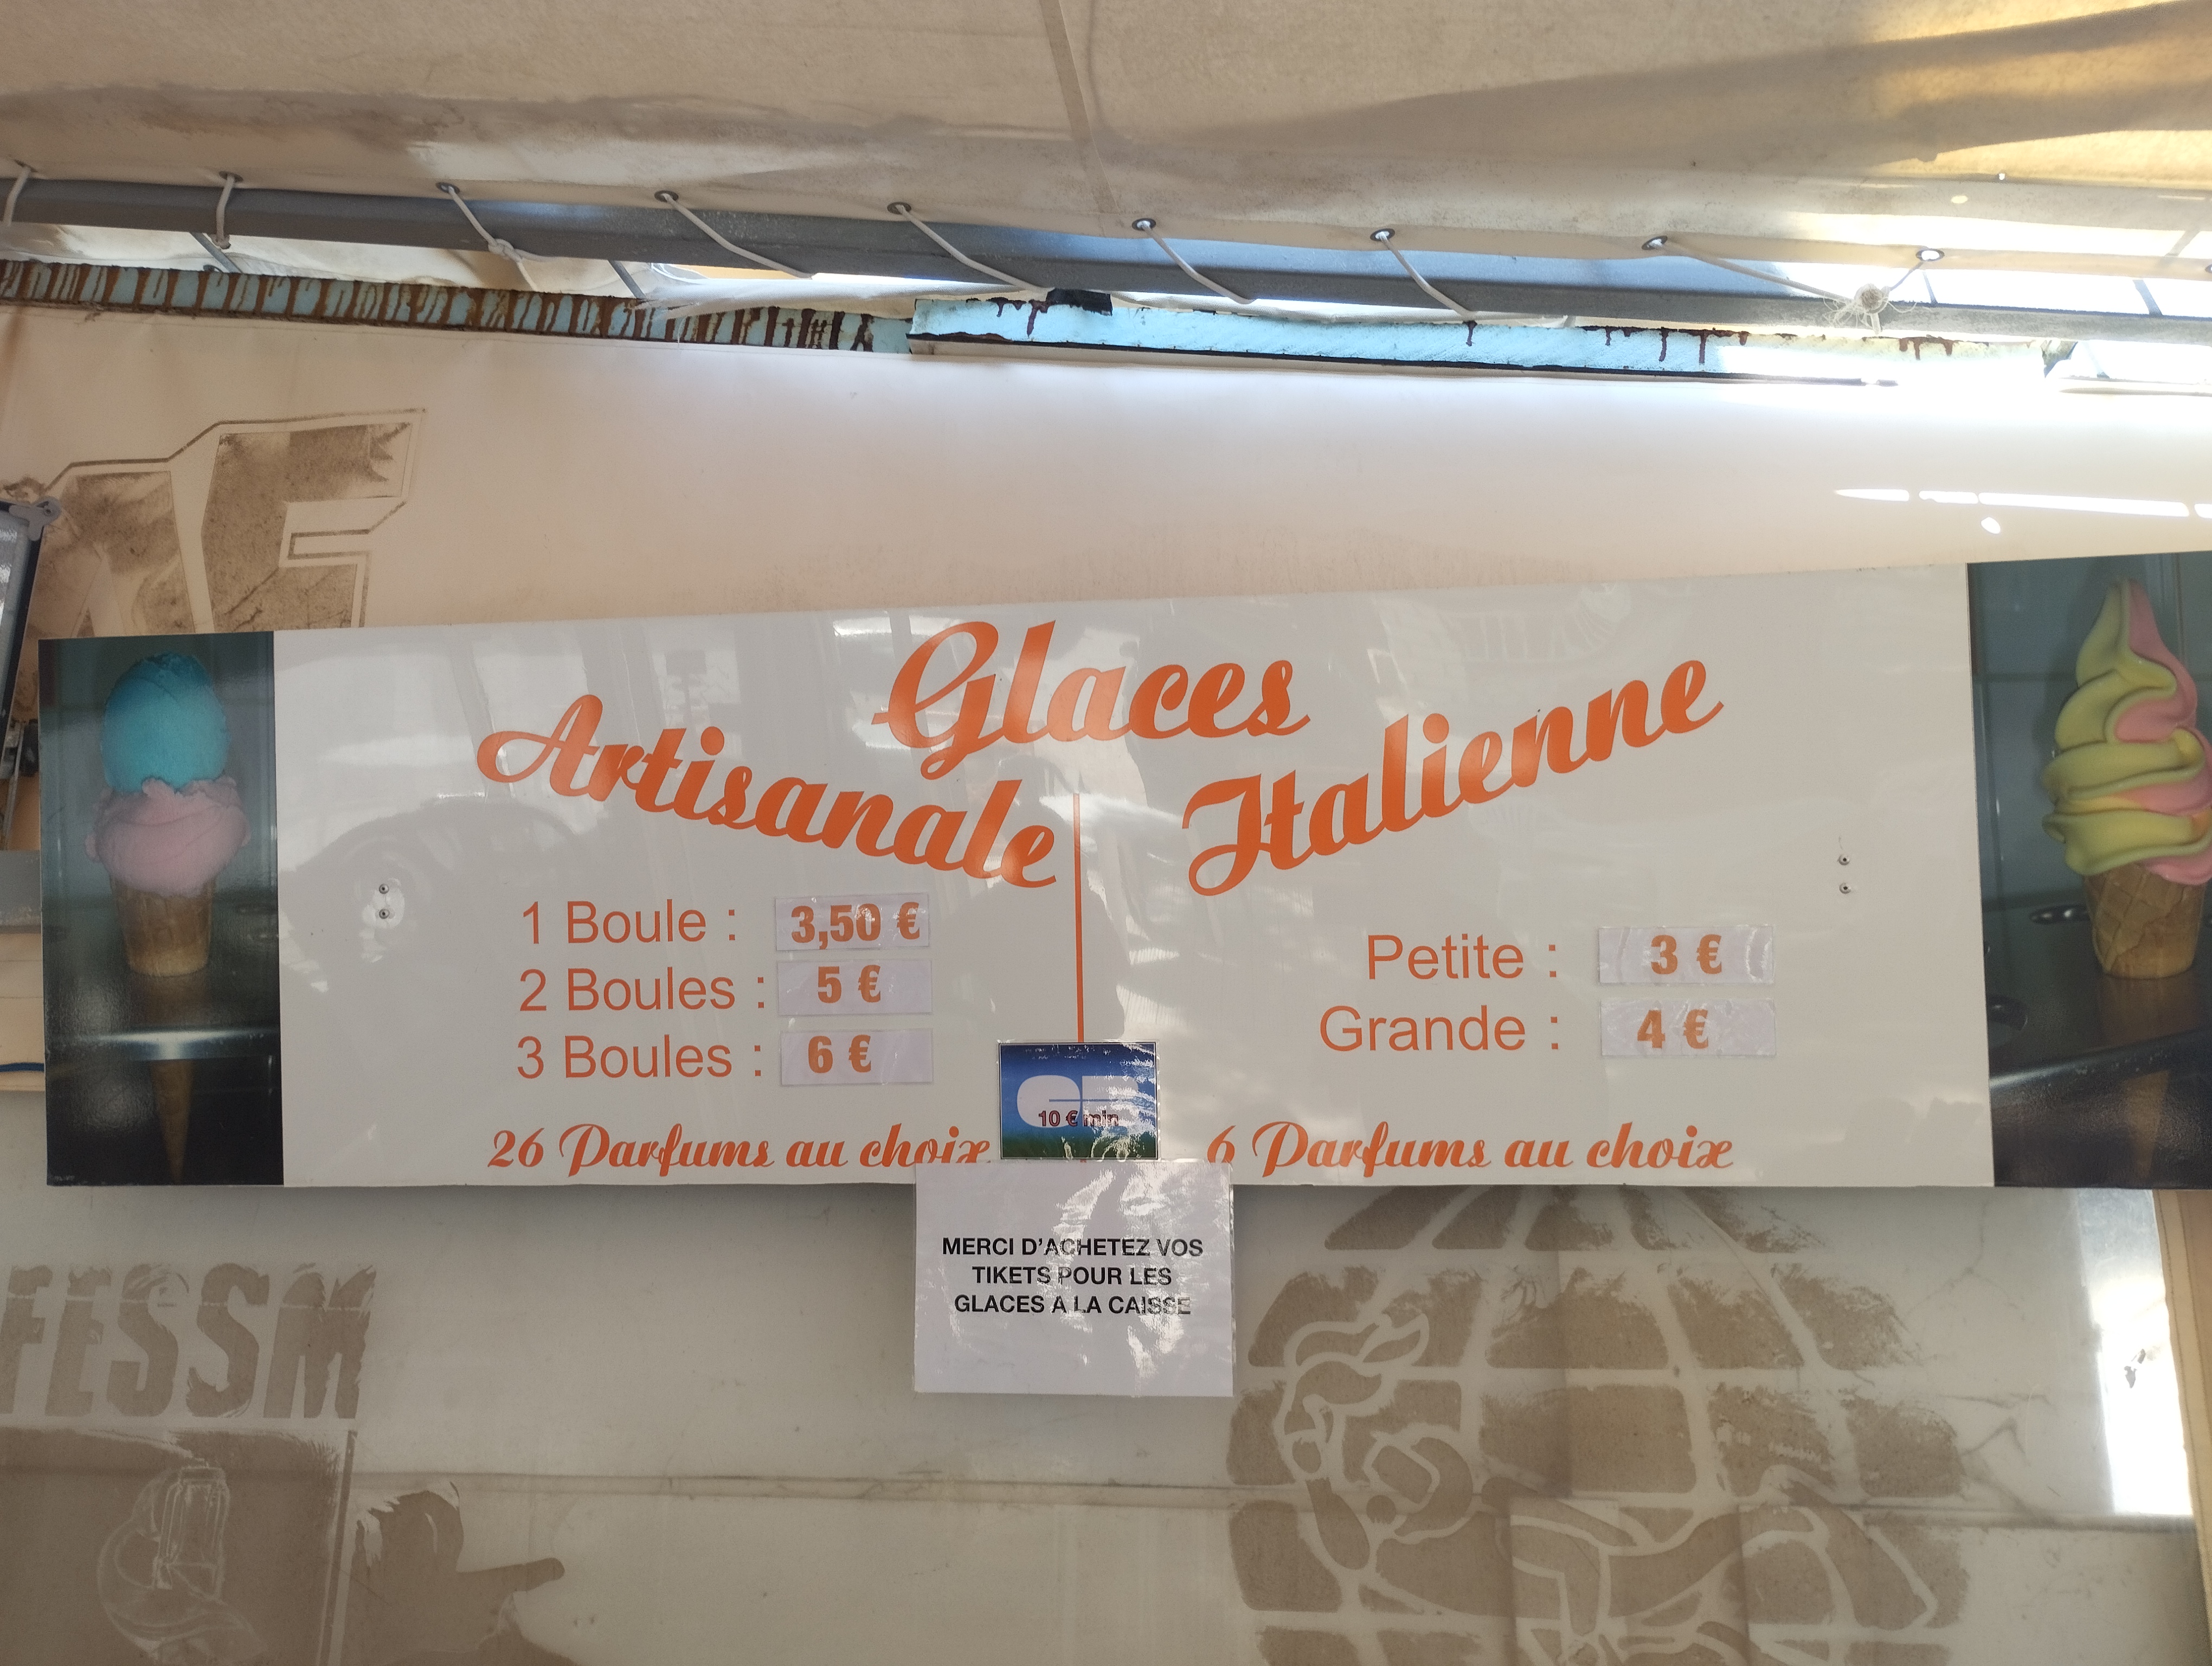 Glaces
Artisanale
1 Boule : 3,50 €
2 Boules : 5 €
3 Boules : 6 €
26 Parfums au choix
Italienne
Petite : 3 €
Grande : 4 €
6 Parfums au choix
CB
10 € min
MERCI D'ACHETEZ VOS
TIKETS POUR LES
GLACES A LA CAISSE
FESSM